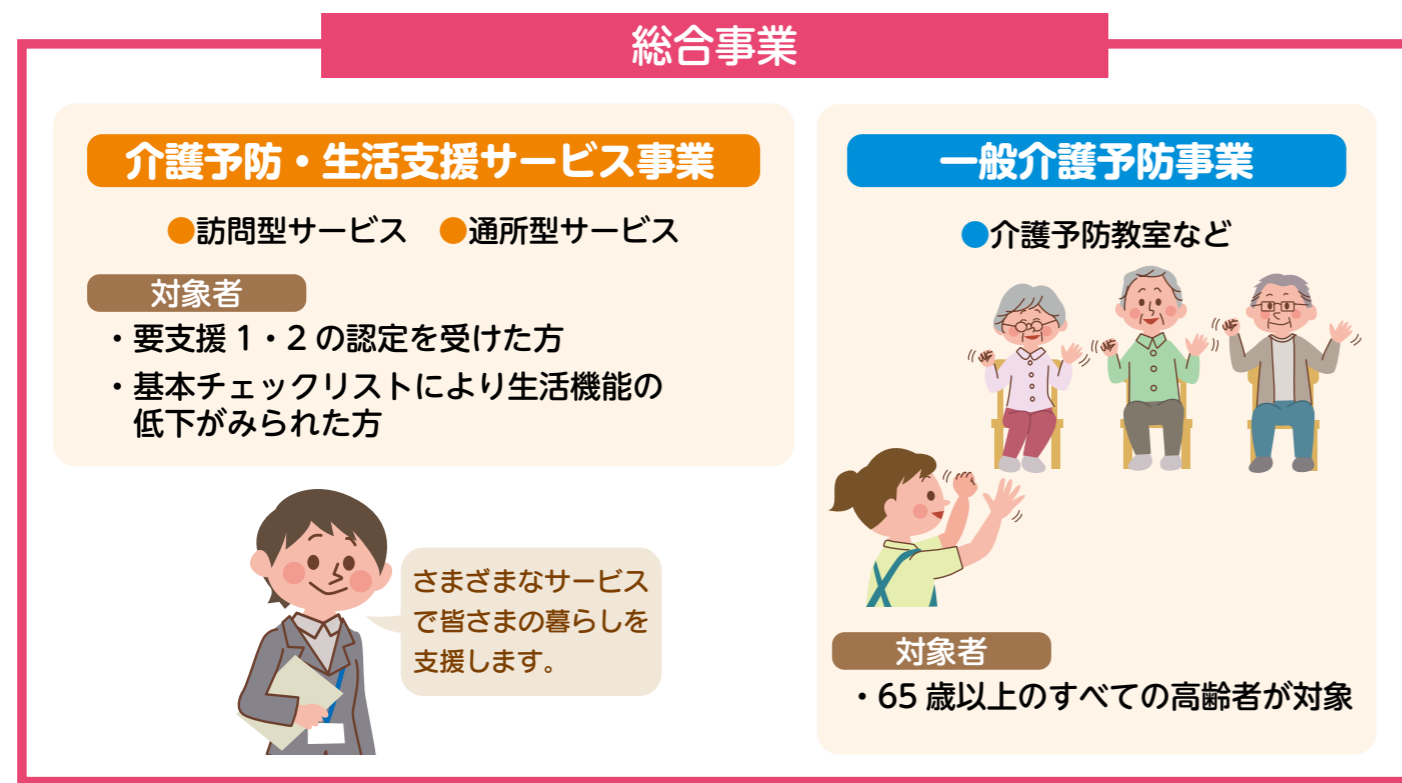 総合事業
介護予防・生活支援サービス事業
●訪問型サービス ●通所型サービス
対象者
・要支援1・2の認定を受けた方
・基本チェックリストにより生活機能の
低下がみられた方
さまざまなサービス
で皆さまの暮らしを
支援します。
一般介護予防事業
●介護予防教室など
対象者
・65歳以上のすべての高齢者が対象